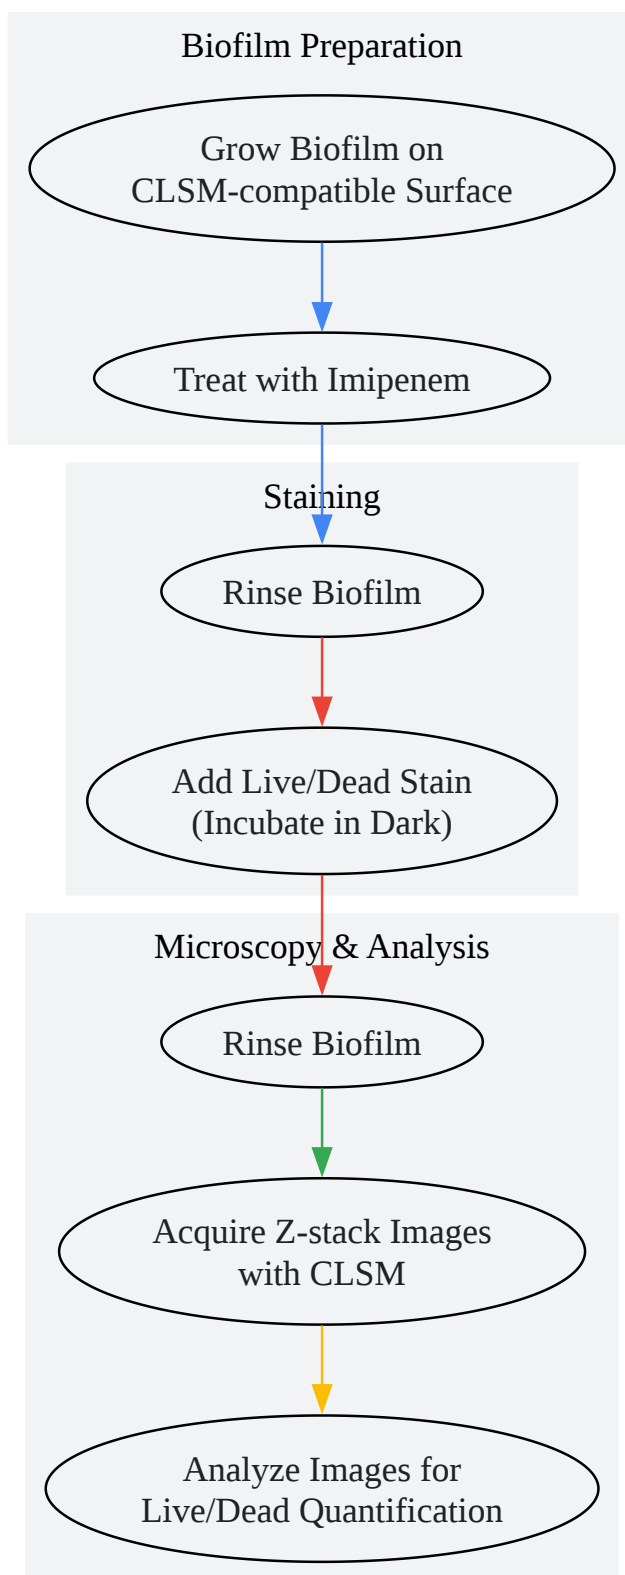 Biofilm Preparation
Grow Biofilm on
CLSM-compatible Surface
Treat with Imipenem
Staining
Rinse Biofilm
Add Live/Dead Stain
(Incubate in Dark)
Microscopy & Analysis
Rinse Biofilm
Acquire Z-stack Images
with CLSM
Analyze Images for
Live/Dead Quantification